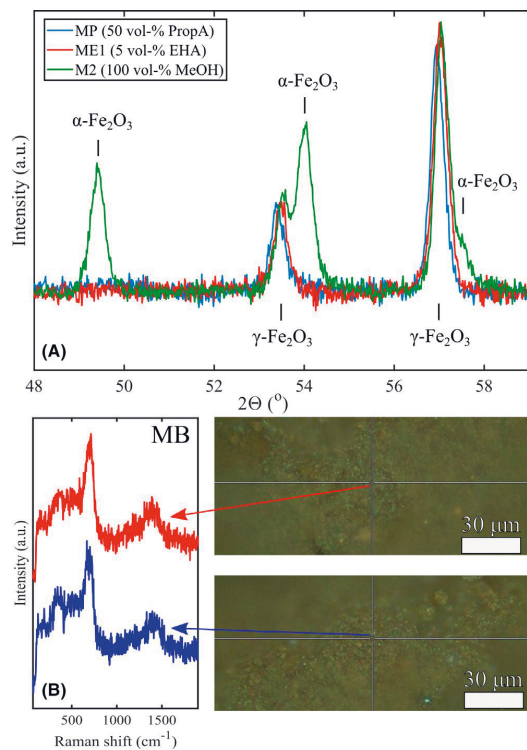 MP (50 vol-% PropA)
ME1 (5 vol-% EHA)
M2 (100 vol-% MeOH)
α-Fe₂O₃
α-Fe₂O₃
α-Fe₂O₃
Intensity (a.u.)
γ-Fe₂O₃
γ-Fe₂O₃
(A)
48 50 52 54 56 58
2Θ (°)
MB
Intensity (a.u.)
(B)
500 1000 1500
Raman shift (cm⁻¹)
30 µm
30 µm